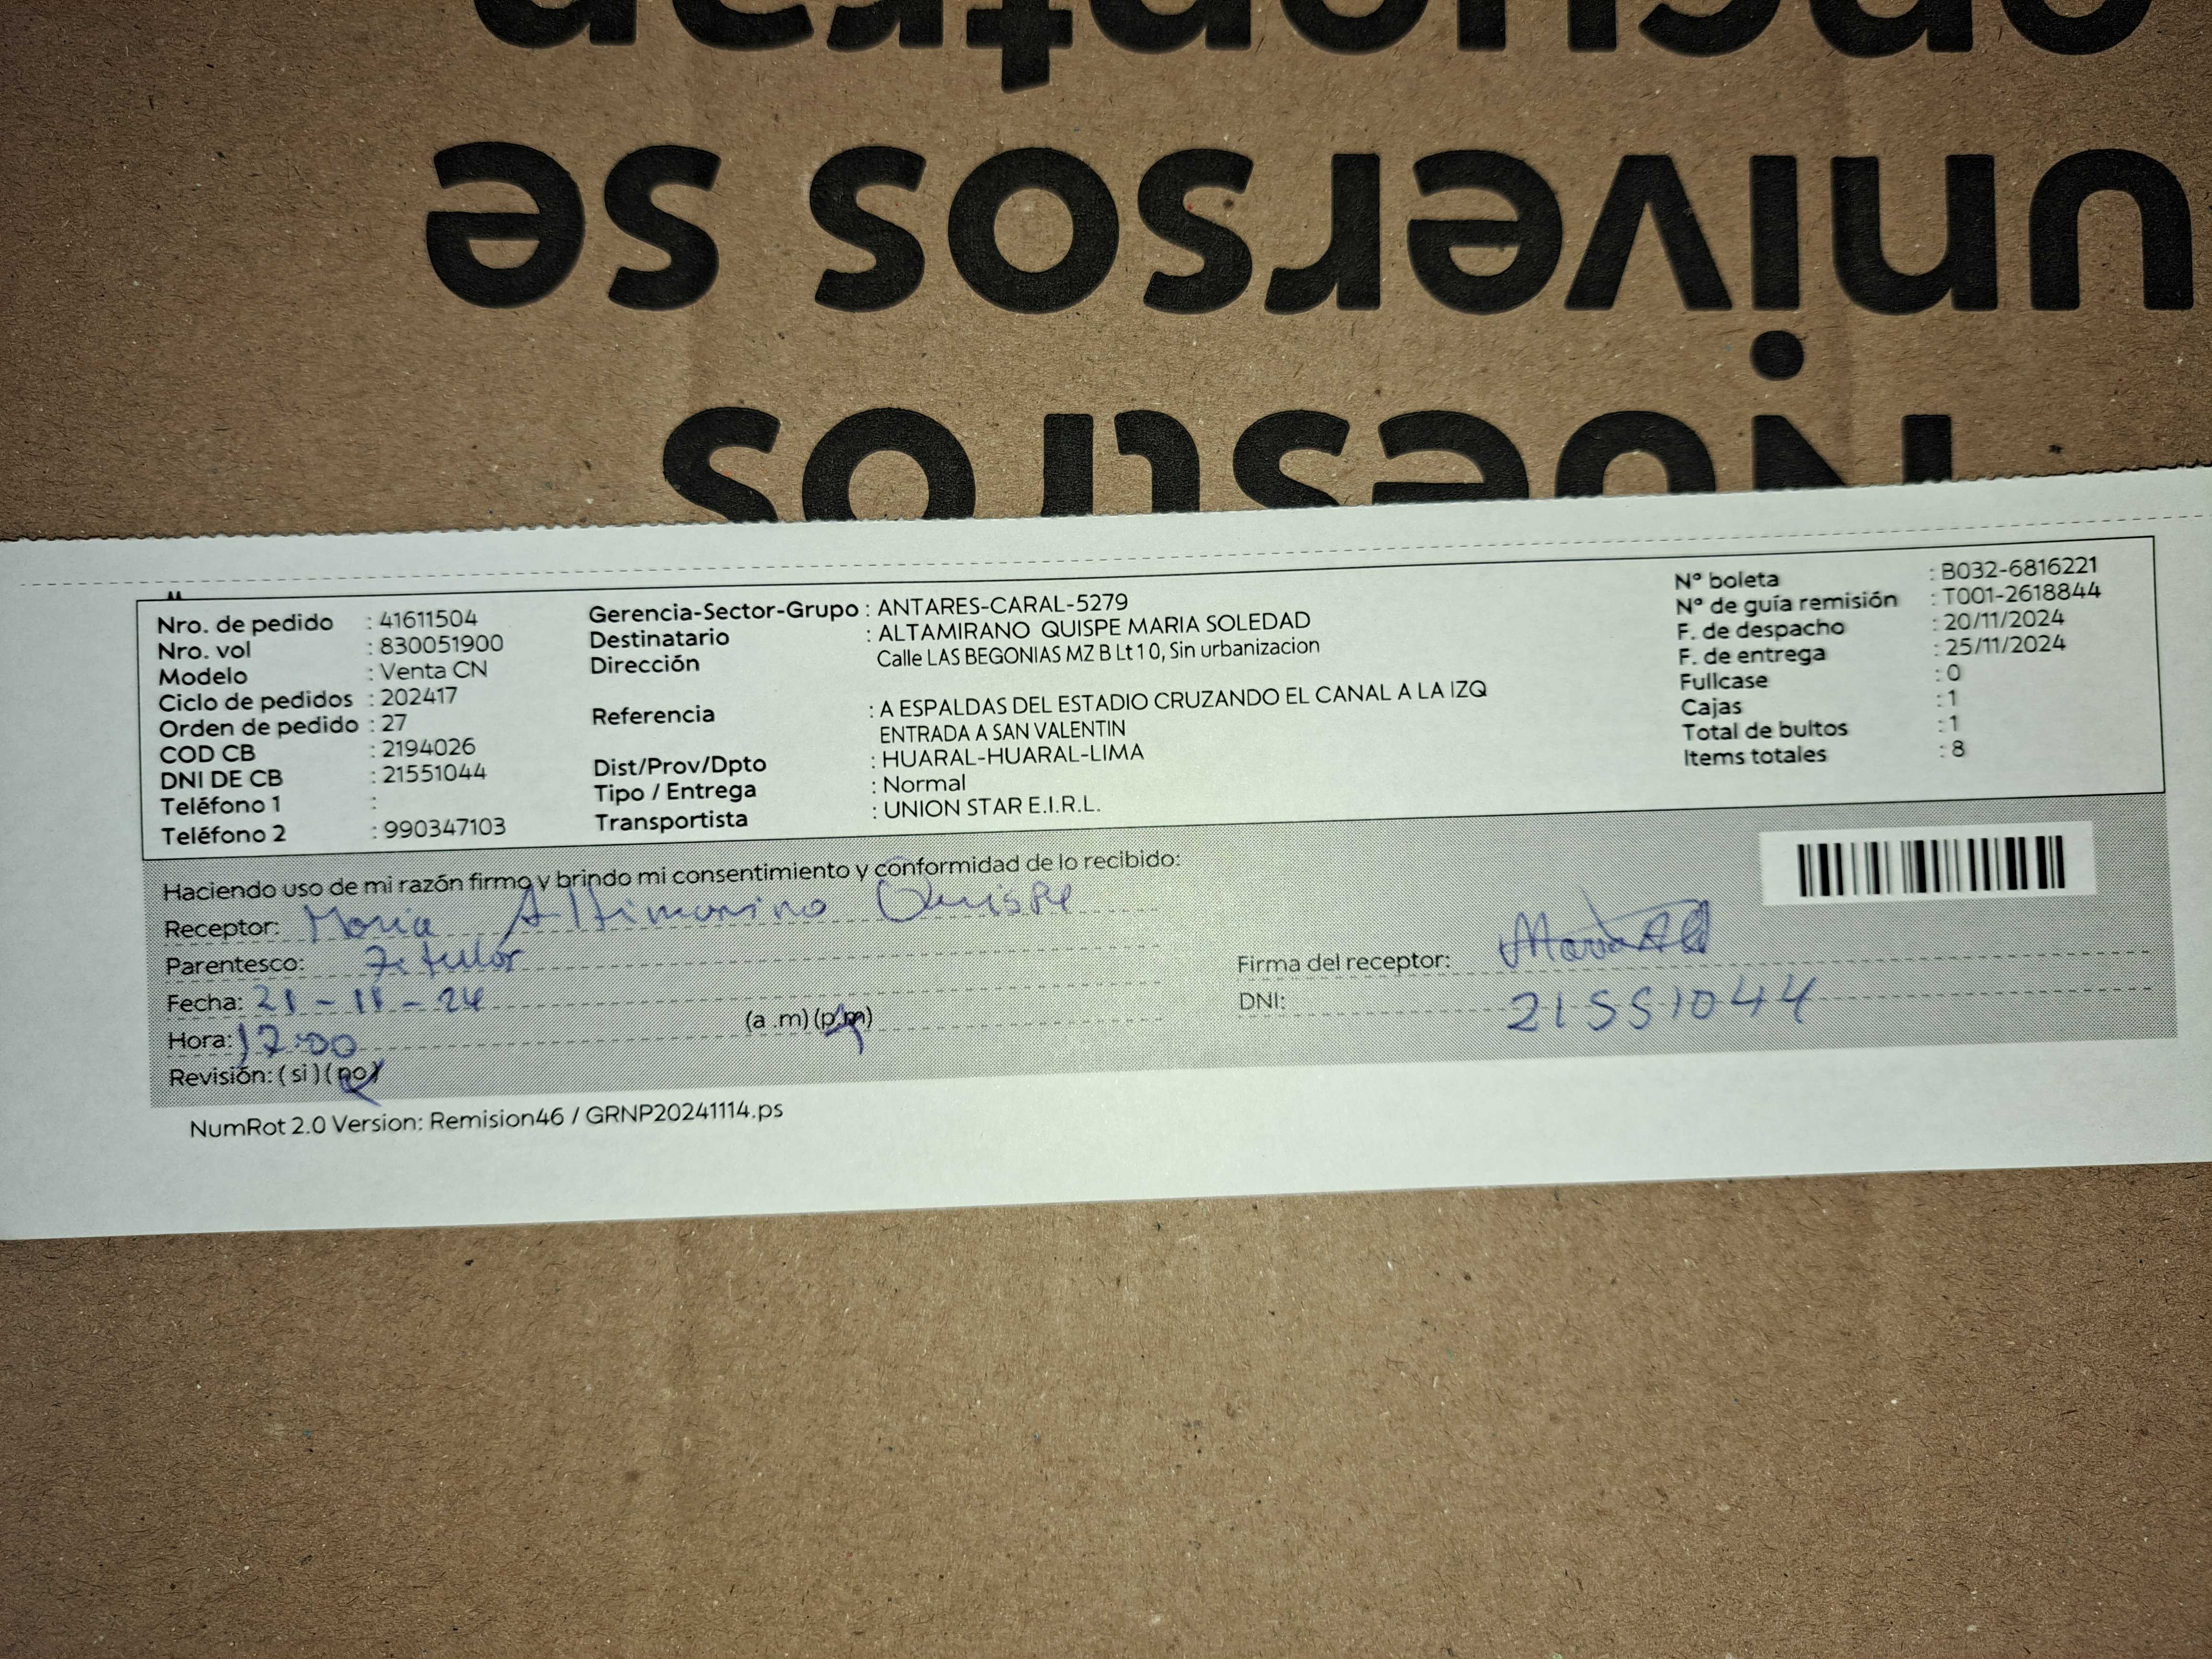 encontrar
universos se
Nuestros
Nro. de pedido : 41611504
Nro. vol : 830051900
Modelo : Venta CN
Ciclo de pedidos : 202417
Orden de pedido : 27
COD CB : 2194026
DNI DE CB : 21551044
Teléfono 1 :
Teléfono 2 : 990347103
Gerencia-Sector-Grupo : ANTARES-CARAL-5279
Destinatario : ALTAMIRANO QUISPE MARIA SOLEDAD
Dirección Calle LAS BEGONIAS MZ B Lt 10, Sin urbanizacion
Referencia : A ESPALDAS DEL ESTADIO CRUZANDO EL CANAL A LA IZQ
ENTRADA A SAN VALENTIN
Dist/Prov/Dpto : HUARAL-HUARAL-LIMA
Tipo / Entrega : Normal
Transportista : UNION STAR E.I.R.L.
N° boleta : B032-6816221
N° de guía remisión : T001-2618844
F. de despacho : 20/11/2024
F. de entrega : 25/11/2024
Fullcase : 0
Cajas : 1
Total de bultos : 1
Items totales : 8
Haciendo uso de mi razón firmo y brindo mi consentimiento y conformidad de lo recibido:
Receptor: Maria Altimarino Quispe
Parentesco: Titular
Fecha: 21-11-24
Hora: 17:00 (a .m) (p.m)
Revisión: ( si ) ( no )
Firma del receptor: Maria Al
DNI: 21551044
NumRot 2.0 Version: Remision46 / GRNP20241114.ps